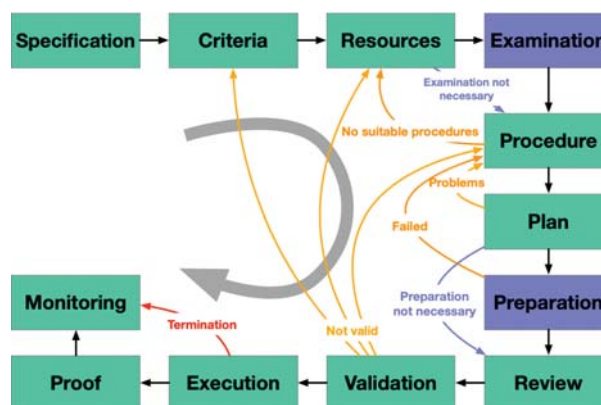 Specification
Criteria
Resources
Examination
Examination not
necessary
No suitable procedures
Procedure
Problems
Plan
Failed
Monitoring
Preparation
not necessary
Preparation
Termination
Not valid
Proof
Execution
Validation
Review